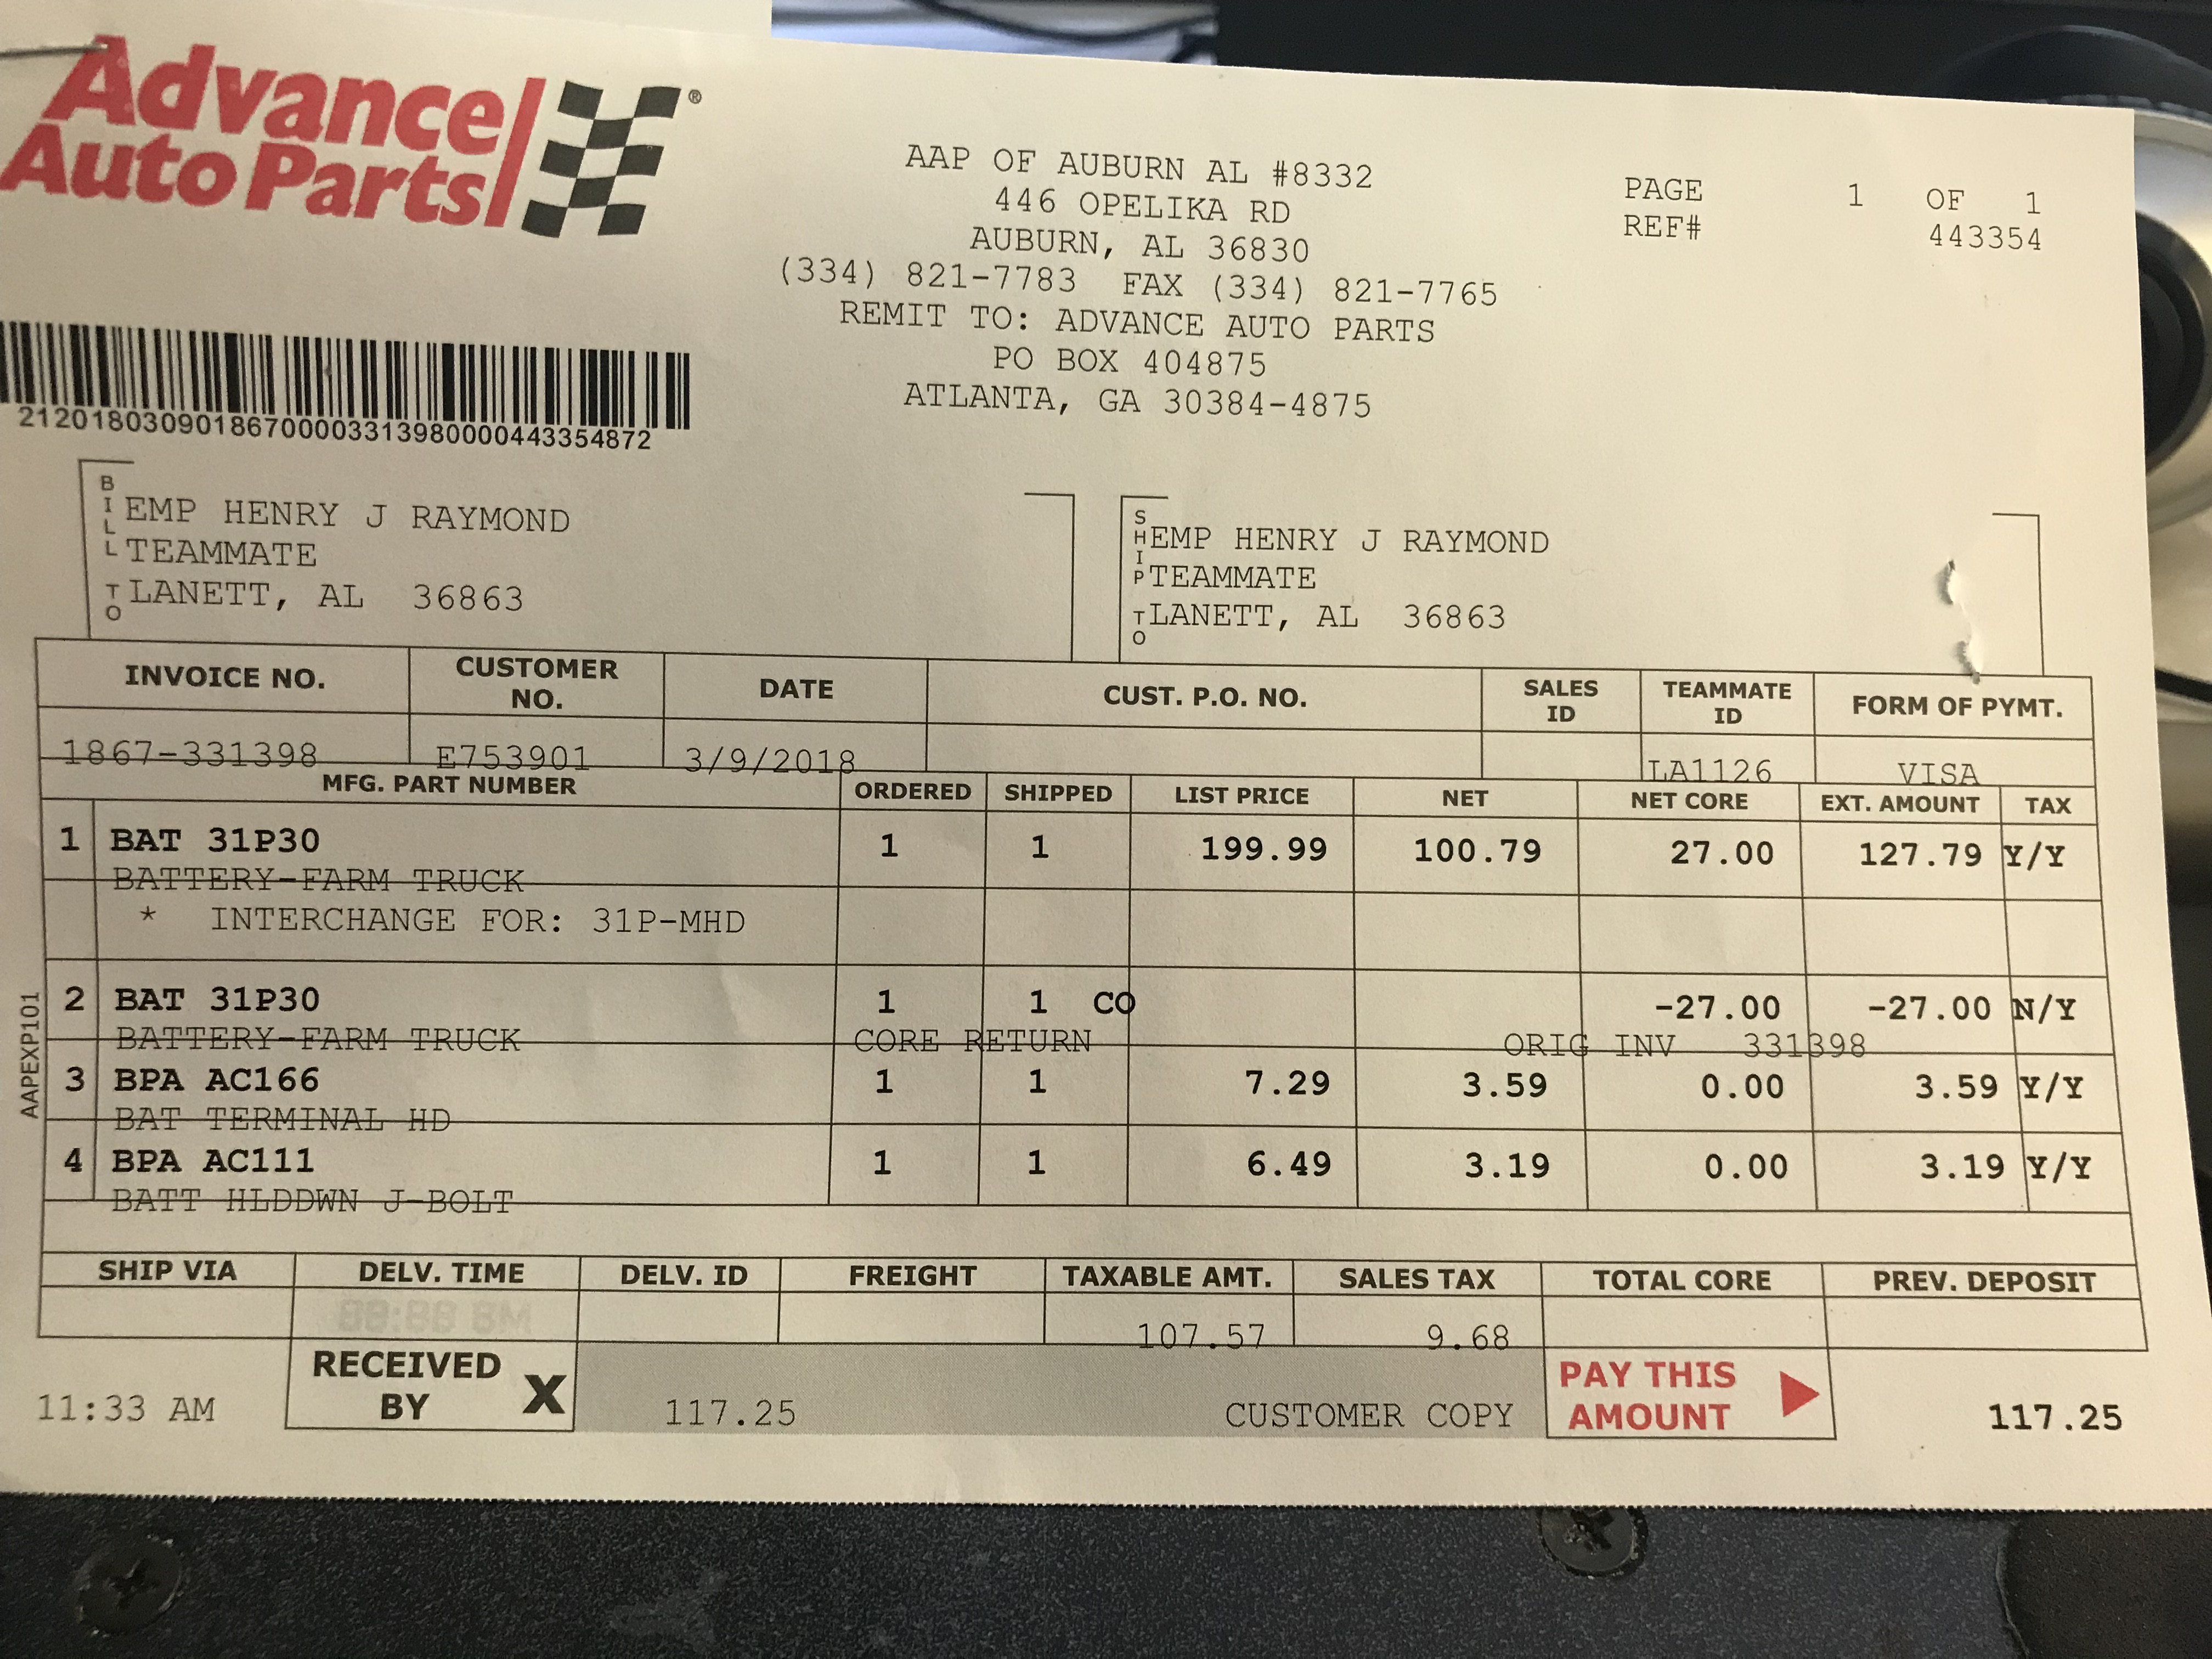 Advance
Auto Parts
®
AAP OF AUBURN AL #8332
446 OPELIKA RD
AUBURN, AL 36830
(334) 821-7783 FAX (334) 821-7765
REMIT TO: ADVANCE AUTO PARTS
PO BOX 404875
ATLANTA, GA 30384-4875
PAGE 1 OF 1
REF# 443354
21201803090186700003313980000443354872
BILL TO
EMP HENRY J RAYMOND
TEAMMATE
LANETT, AL 36863
SHIP TO
EMP HENRY J RAYMOND
TEAMMATE
LANETT, AL 36863
INVOICE NO. CUSTOMER NO. DATE CUST. P.O. NO. SALES ID TEAMMATE ID FORM OF PYMT.
1867-331398 E753901 3/9/2018 LA1126 VISA
MFG. PART NUMBER ORDERED SHIPPED LIST PRICE NET NET CORE EXT. AMOUNT TAX
1 BAT 31P30 1 1 199.99 100.79 27.00 127.79 Y/Y
BATTERY-FARM TRUCK
* INTERCHANGE FOR: 31P-MHD
2 BAT 31P30 1 1 CO -27.00 -27.00 N/Y
BATTERY-FARM TRUCK CORE RETURN ORIG INV 331398
3 BPA AC166 1 1 7.29 3.59 0.00 3.59 Y/Y
BAT TERMINAL HD
4 BPA AC111 1 1 6.49 3.19 0.00 3.19 Y/Y
BATT HLDDWN J-BOLT
AAPEXP101
SHIP VIA DELV. TIME DELV. ID FREIGHT TAXABLE AMT. SALES TAX TOTAL CORE PREV. DEPOSIT
107.57 9.68
11:33 AM RECEIVED BY X 117.25 CUSTOMER COPY PAY THIS AMOUNT 117.25